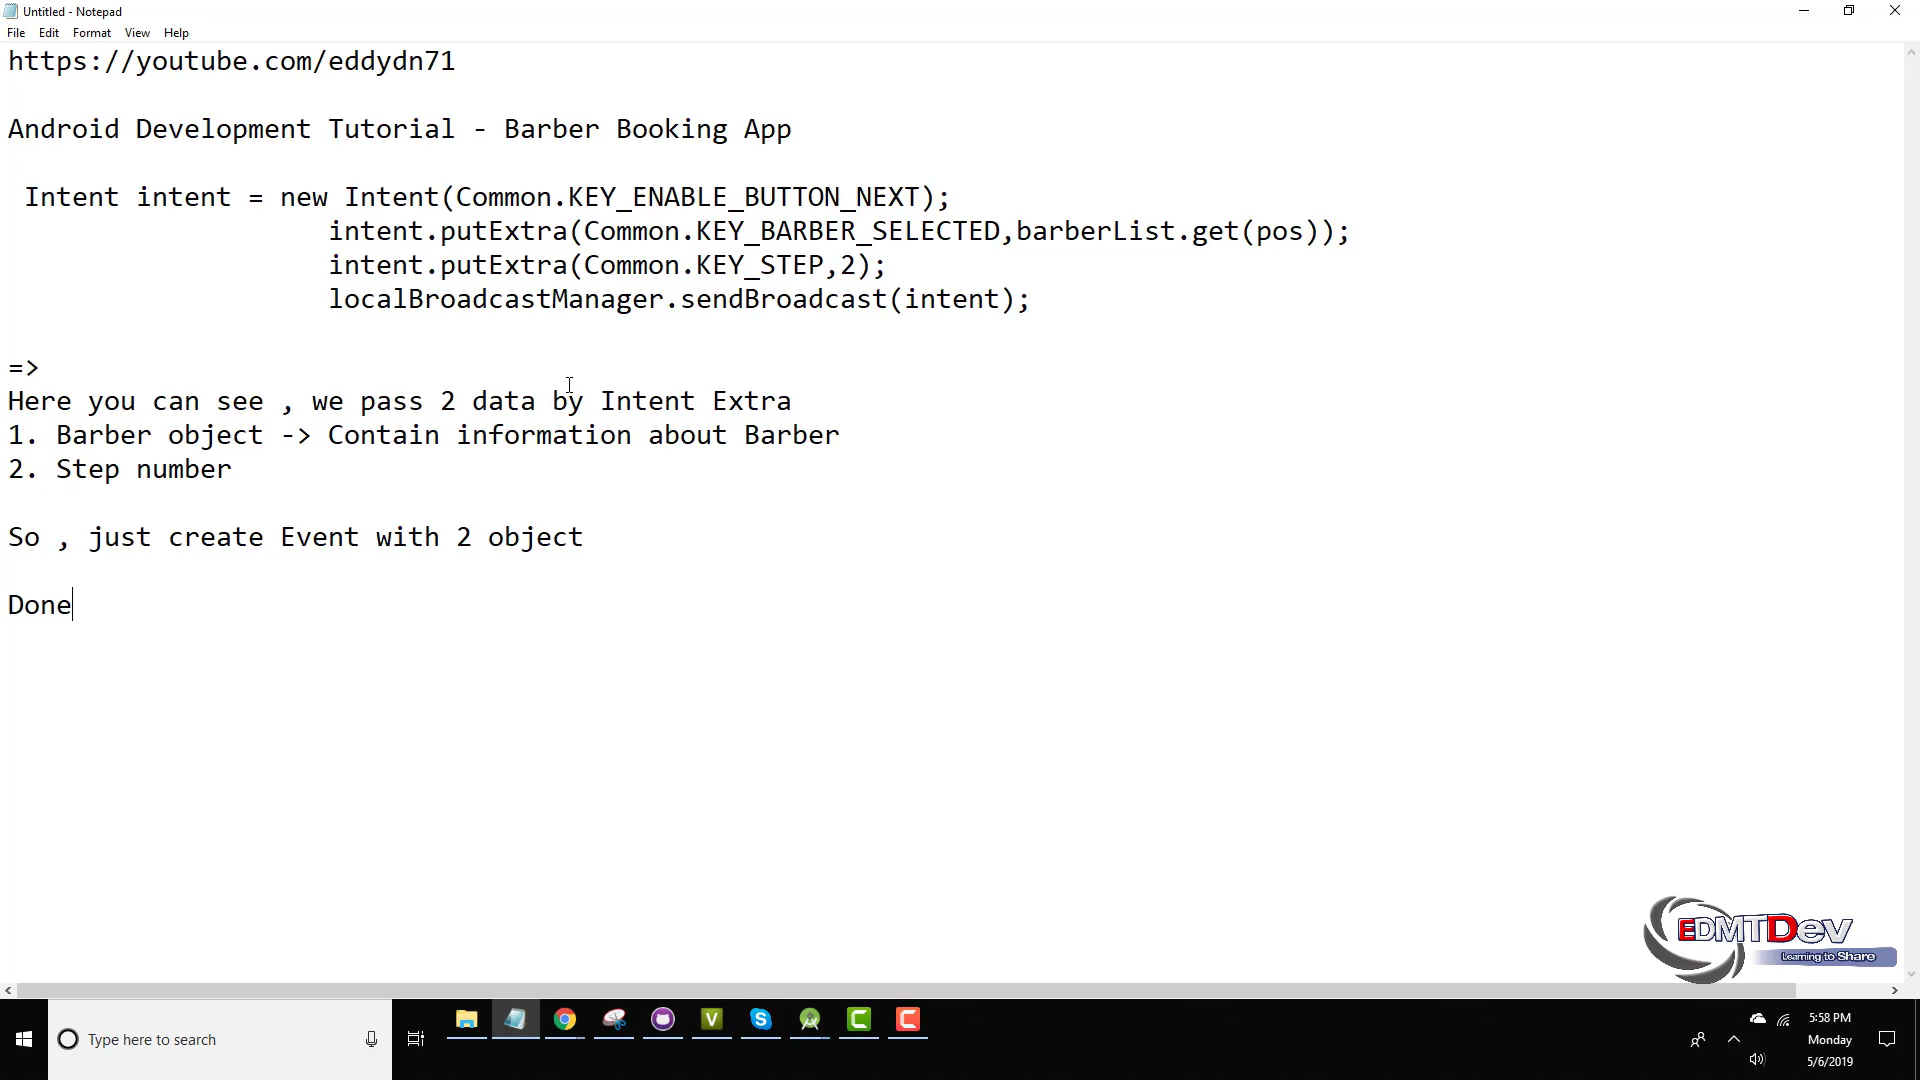 Untitled - Notepad
File Edit Format View Help
https://youtube.com/eddydn71
Android Development Tutorial - Barber Booking App
Intent intent = new Intent(Common.KEY_ENABLE_BUTTON_NEXT);
intent.putExtra(Common.KEY_BARBER_SELECTED,barberList.get(pos));
intent.putExtra(Common.KEY_STEP,2);
localBroadcastManager.sendBroadcast(intent);
=>
Here you can see , we pass 2 data by Intent Extra
1. Barber object -> Contain information about Barber
2. Step number
So , just create Event with 2 object
Done
EDMTDev
Learning to Share
Type here to search
5:58 PM
Monday
5/6/2019